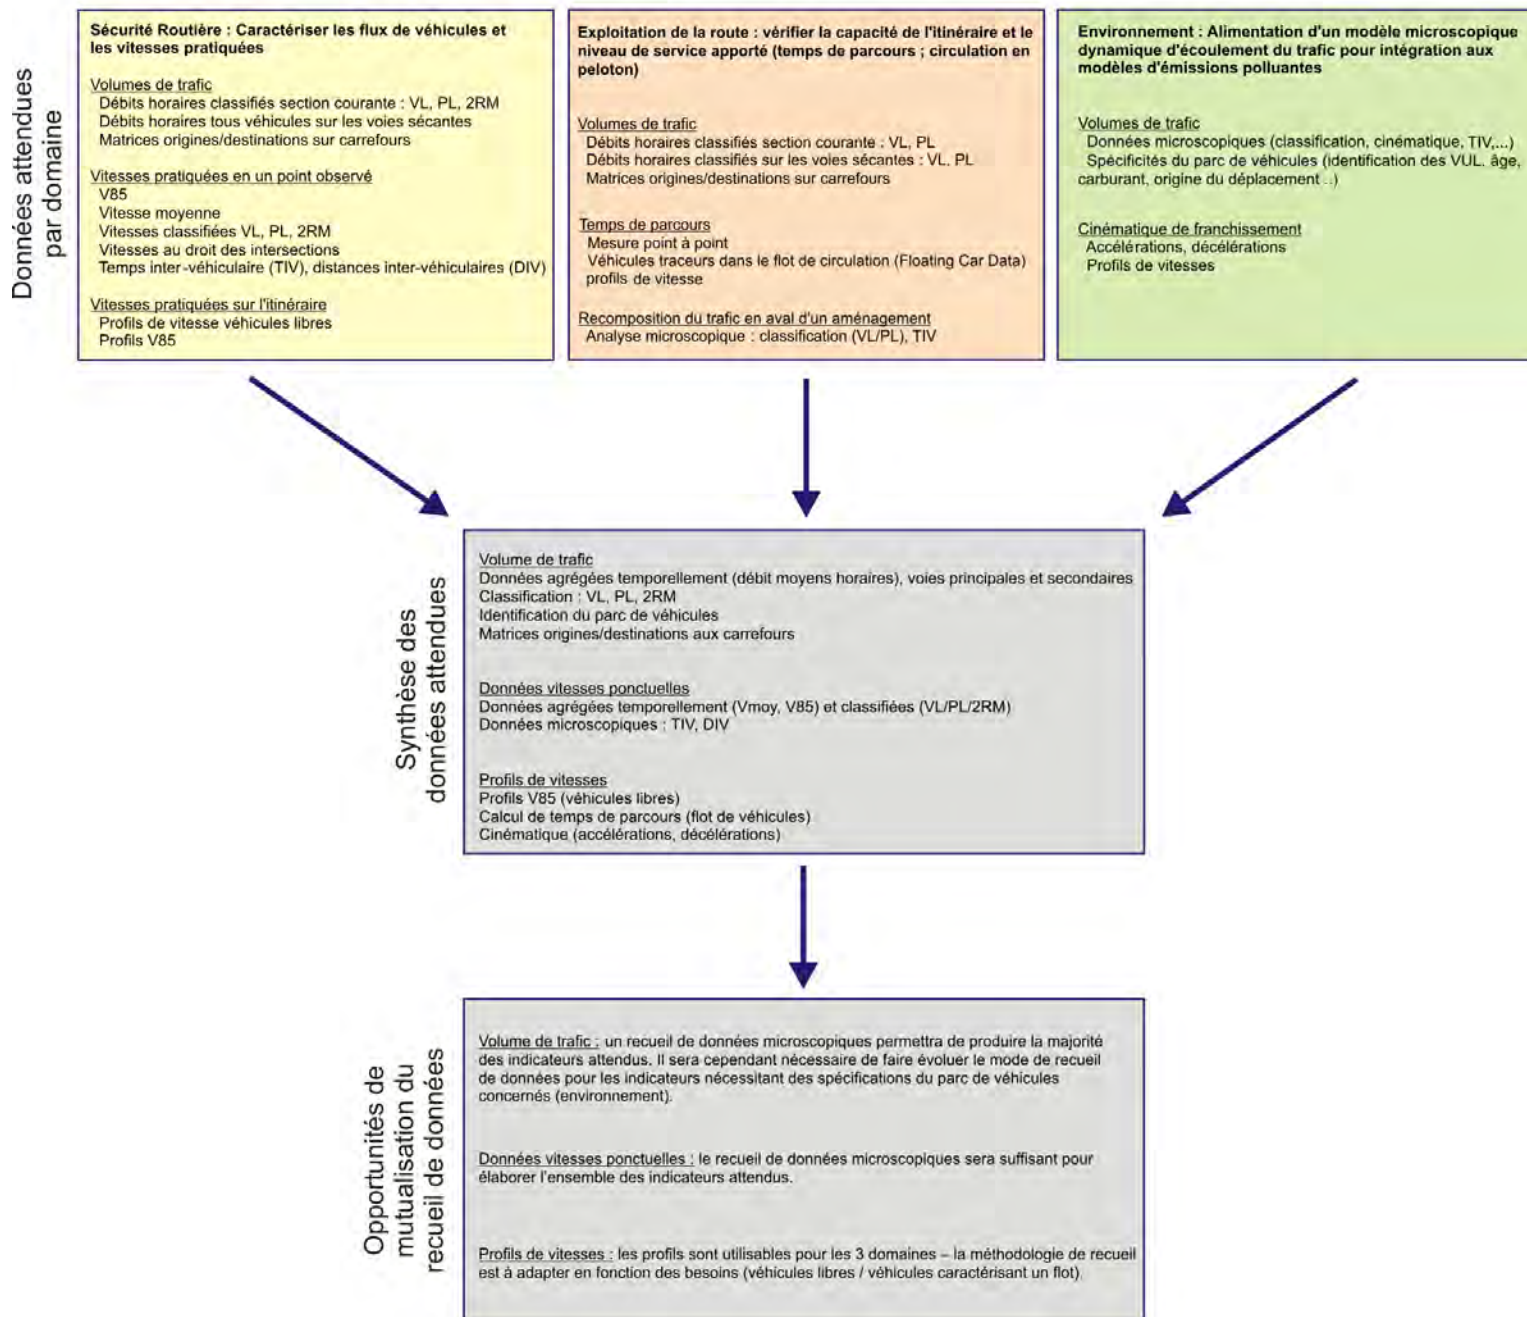 Données attendues
par domaine
Sécurité Routière : Caractériser les flux de véhicules et
les vitesses pratiquées
Volumes de trafic
Débits horaires classifiés section courante : VL, PL, 2RM
Débits horaires tous véhicules sur les voies sécantes
Matrices origines/destinations sur carrefours
Vitesses pratiquées en un point observé
V85
Vitesse moyenne
Vitesses classifiées VL, PL, 2RM
Vitesses au droit des intersections
Temps inter-véhiculaire (TIV), distances inter-véhiculaires (DIV)
Vitesses pratiquées sur l'itinéraire
Profils de vitesse véhicules libres
Profils V85
Exploitation de la route : vérifier la capacité de l'itinéraire et le
niveau de service apporté (temps de parcours ; circulation en
peloton)
Volumes de trafic
Débits horaires classifiés section courante : VL, PL
Débits horaires classifiés sur les voies sécantes : VL, PL
Matrices origines/destinations sur carrefours
Temps de parcours
Mesure point à point
Véhicules traceurs dans le flot de circulation (Floating Car Data)
profils de vitesse
Recomposition du trafic en aval d'un aménagement
Analyse microscopique : classification (VL/PL), TIV
Environnement : Alimentation d'un modèle microscopique
dynamique d'écoulement du trafic pour intégration aux
modèles d'émissions polluantes
Volumes de trafic
Données microscopiques (classification, cinématique, TIV,...)
Spécificités du parc de véhicules (identification des VUL. âge,
carburant, origine du déplacement ..)
Cinématique de franchissement
Accélérations, décélérations
Profils de vitesses
Synthèse des
données attendues
Volume de trafic
Données agrégées temporellement (débit moyens horaires), voies principales et secondaires
Classification : VL, PL, 2RM
Identification du parc de véhicules
Matrices origines/destinations aux carrefours
Données vitesses ponctuelles
Données agrégées temporellement (Vmoy, V85) et classifiées (VL/PL/2RM)
Données microscopiques : TIV, DIV
Profils de vitesses
Profils V85 (véhicules libres)
Calcul de temps de parcours (flot de véhicules)
Cinématique (accélérations, décélérations)
Opportunités de
mutualisation du
recueil de données
Volume de trafic : un recueil de données microscopiques permettra de produire la majorité
des indicateurs attendus. Il sera cependant nécessaire de faire évoluer le mode de recueil
de données pour les indicateurs nécessitant des spécifications du parc de véhicules
concernés (environnement).
Données vitesses ponctuelles : le recueil de données microscopiques sera suffisant pour
élaborer l'ensemble des indicateurs attendus.
Profils de vitesses : les profils sont utilisables pour les 3 domaines – la méthodologie de recueil
est à adapter en fonction des besoins (véhicules libres / véhicules caractérisant un flot).